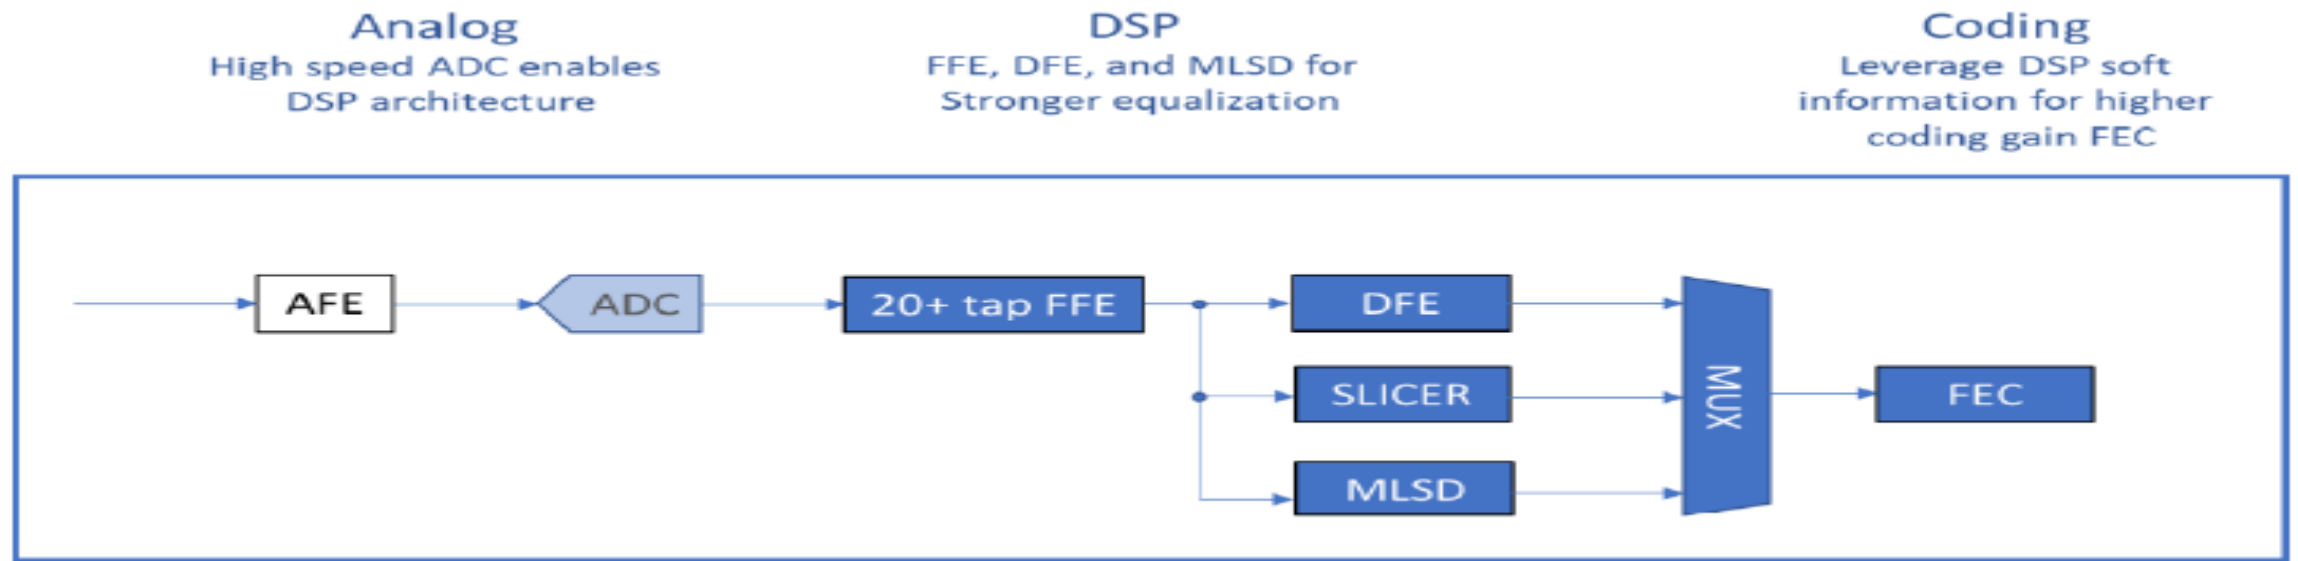 Analog
High speed ADC enables
DSP architecture
DSP
FFE, DFE, and MLSD for
Stronger equalization
Coding
Leverage DSP soft
information for higher
coding gain FEC
AFE
ADC
20+ tap FFE
DFE
SLICER
MLSD
MUX
FEC